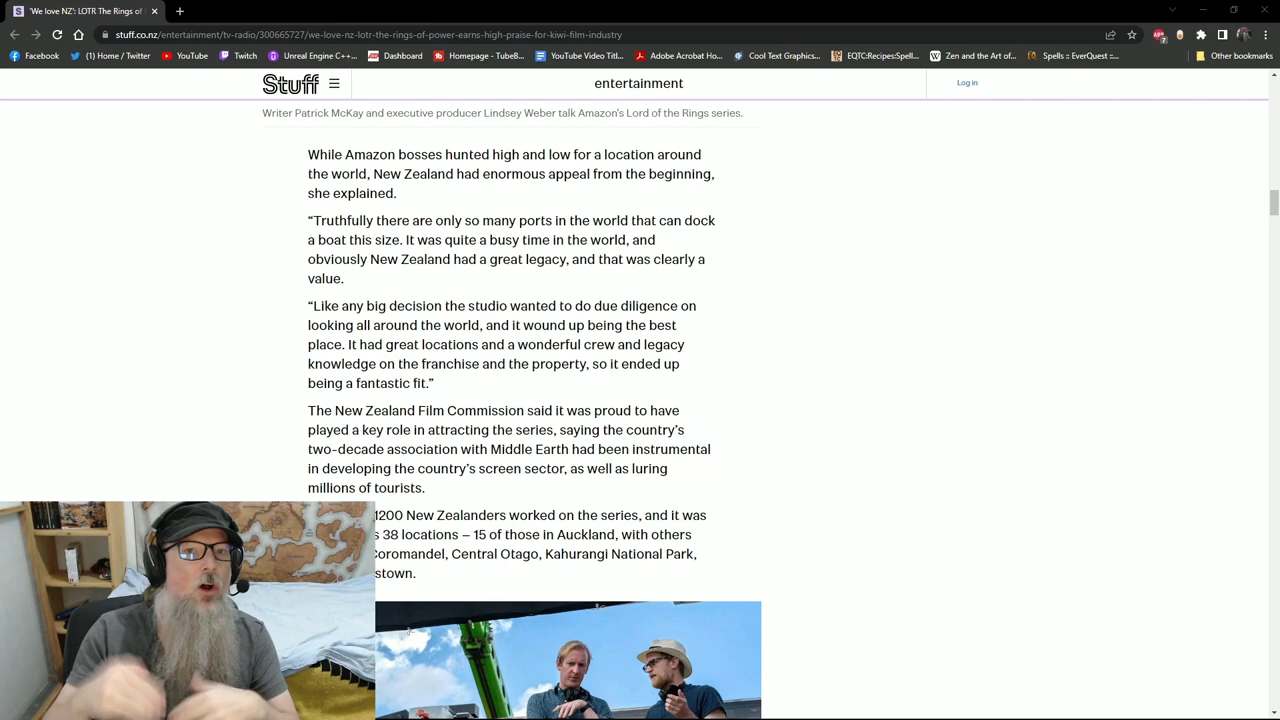 'We love NZ': LOTR The Rings of
stuff.co.nz/entertainment/tv-radio/300665727/we-love-nz-lotr-the-rings-of-power-earns-high-praise-for-kiwi-film-industry
Facebook
(1) Home / Twitter
YouTube
Twitch
Unreal Engine C++...
Dashboard
Homepage - YouTub...
YouTube Video Titl...
Adobe Acrobat Ho...
Cool Text Graphics...
EQTC:Recipes:Spell...
Zen and the Art of...
Spells ::EverQuest ::...
Other bookmarks
Stuff
entertainment
Log in
Writer Patrick McKay and executive producer Lindsey Weber talk Amazon's Lord of the Rings series.
While Amazon bosses hunted high and low for a location around
the world, New Zealand had enormous appeal from the beginning,
she explained.
“Truthfully there are only so many ports in the world that can dock
a boat this size. It was quite a busy time in the world, and
obviously New Zealand had a great legacy, and that was clearly a
value.
“Like any big decision the studio wanted to do due diligence on
looking all around the world, and it wound up being the best
place. It had great locations and a wonderful crew and legacy
knowledge on the franchise and the property, so it ended up
being a fantastic fit.”
The New Zealand Film Commission said it was proud to have
played a key role in attracting the series, saying the country’s
two-decade association with Middle Earth had been instrumental
in developing the country’s screen sector, as well as luring
millions of tourists.
1200 New Zealanders worked on the series, and it was
s 38 locations – 15 of those in Auckland, with others
Coromandel, Central Otago, Kahurangi National Park,
stown.